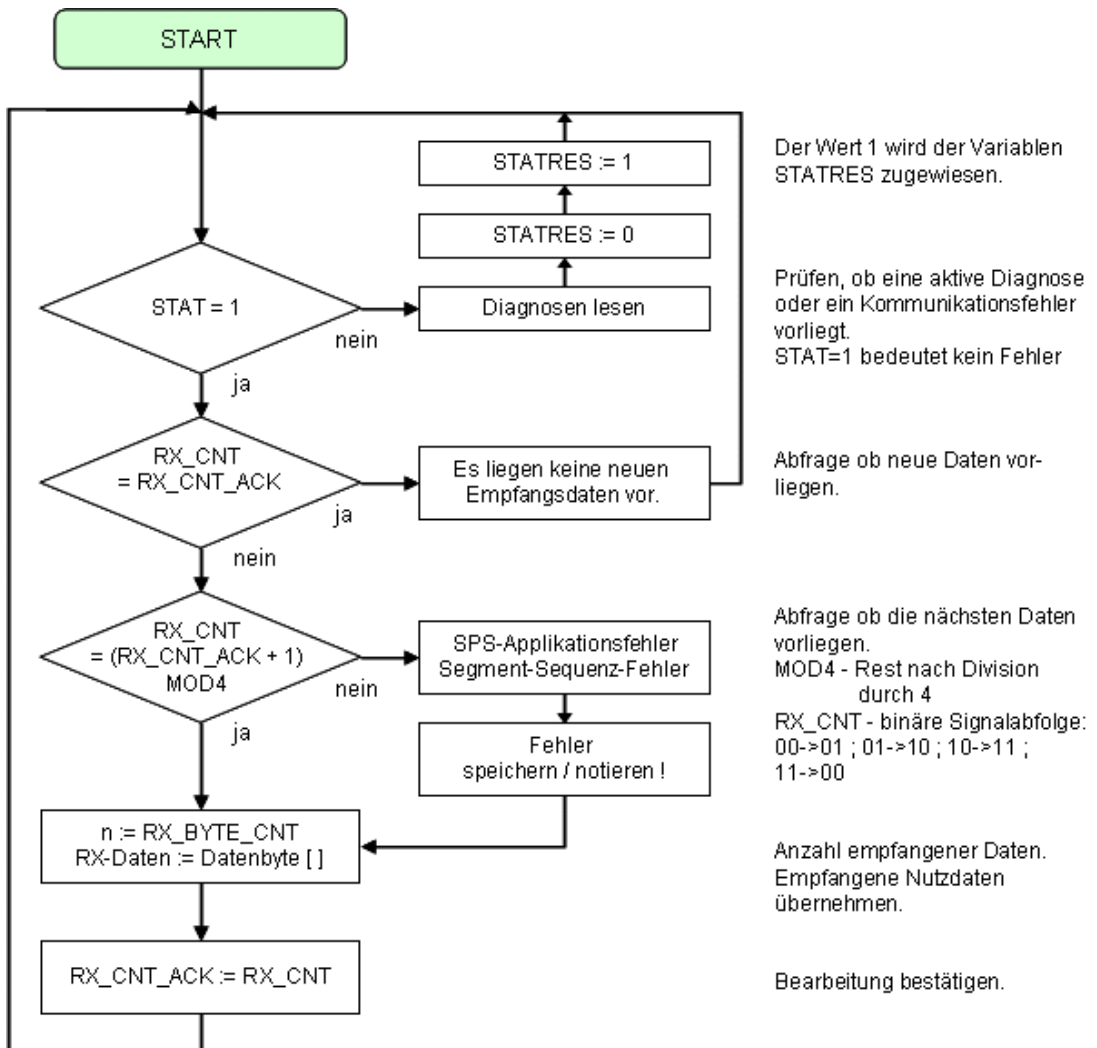 START
STATRES := 1
Der Wert 1 wird der Variablen
STATRES zugewiesen.
STATRES := 0
STAT = 1
nein
ja
Diagnosen lesen
Prüfen, ob eine aktive Diagnose
oder ein Kommunikationsfehler
vorliegt.
STAT=1 bedeutet kein Fehler
RX_CNT
= RX_CNT_ACK
ja
nein
Es liegen keine neuen
Empfangsdaten vor.
Abfrage ob neue Daten vor-
liegen.
RX_CNT
= (RX_CNT_ACK + 1)
MOD4
nein
ja
SPS-Applikationsfehler
Segment-Sequenz-Fehler
Fehler
speichern / notieren !
Abfrage ob die nächsten Daten
vorliegen.
MOD4 - Rest nach Division
durch 4
RX_CNT - binäre Signalabfolge:
00->01 ; 01->10 ; 10->11 ;
11->00
n := RX_BYTE_CNT
RX-Daten := Datenbyte [ ]
Anzahl empfangener Daten.
Empfangene Nutzdaten
übernehmen.
RX_CNT_ACK := RX_CNT
Bearbeitung bestätigen.